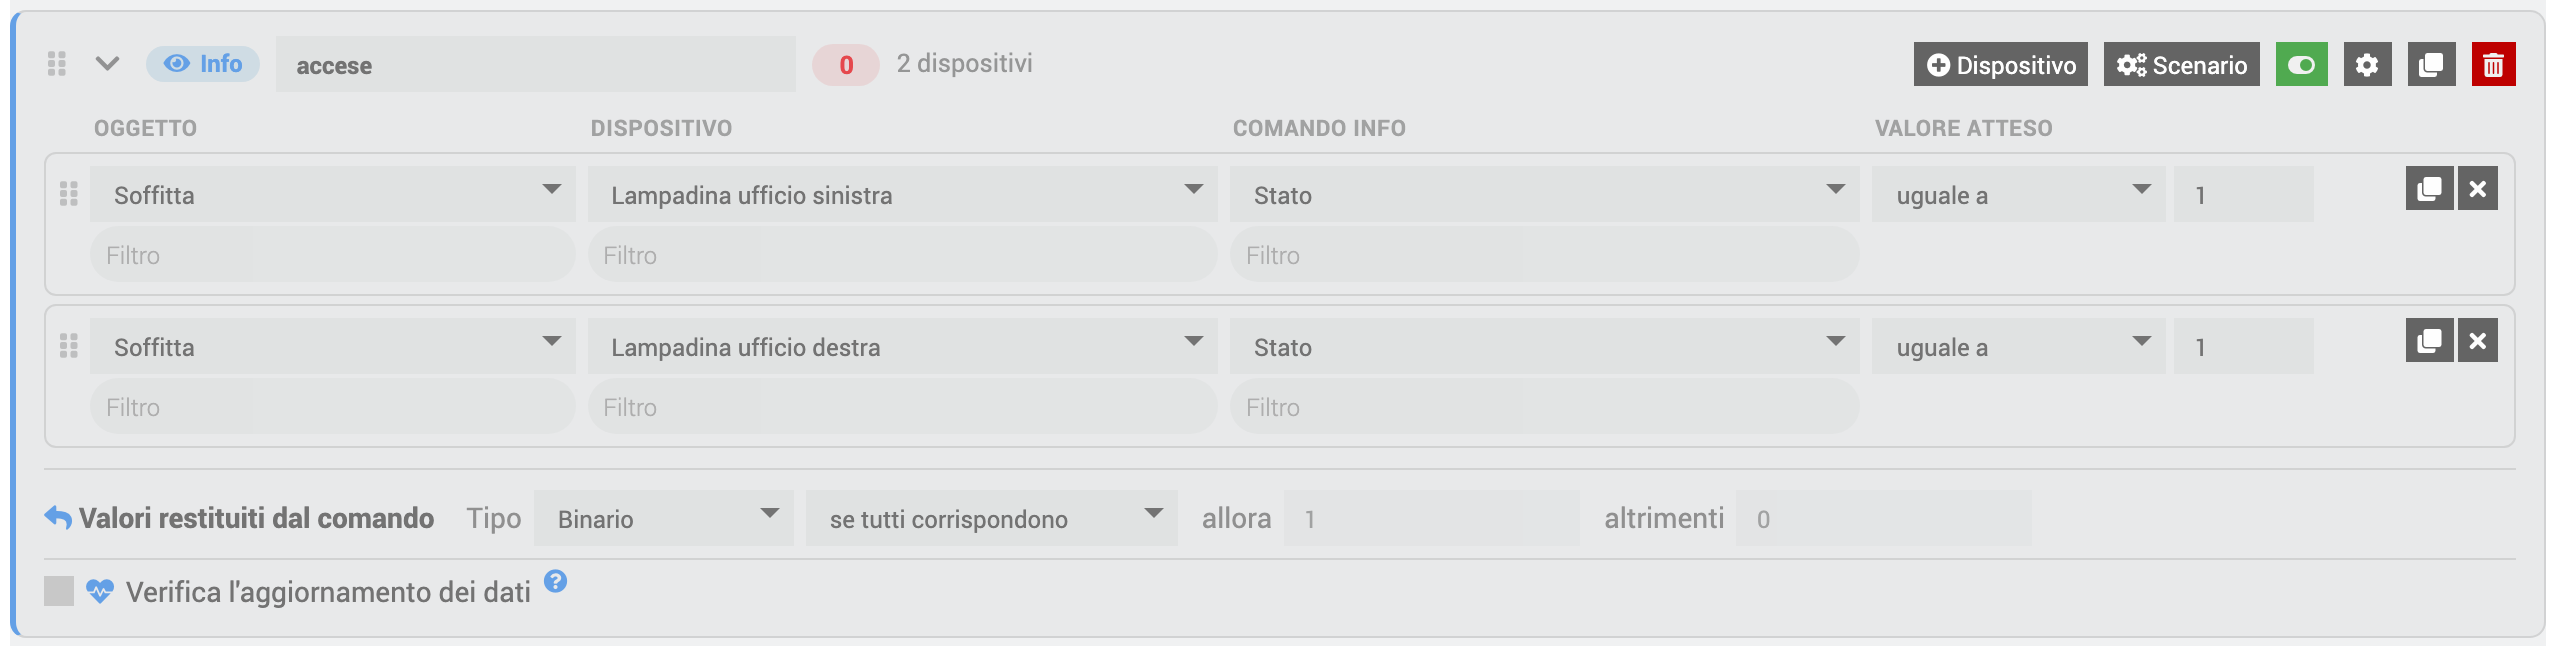 Info accese 0 2 dispositivi Dispositivo Scenario
OGGETTO DISPOSITIVO COMANDO INFO VALORE ATTESO
Soffitta Lampadina ufficio sinistra Stato uguale a 1
Filtro Filtro Filtro
Soffitta Lampadina ufficio destra Stato uguale a 1
Filtro Filtro Filtro
Valori restituiti dal comando Tipo Binario se tutti corrispondono allora 1 altrimenti 0
Verifica l'aggiornamento dei dati ?